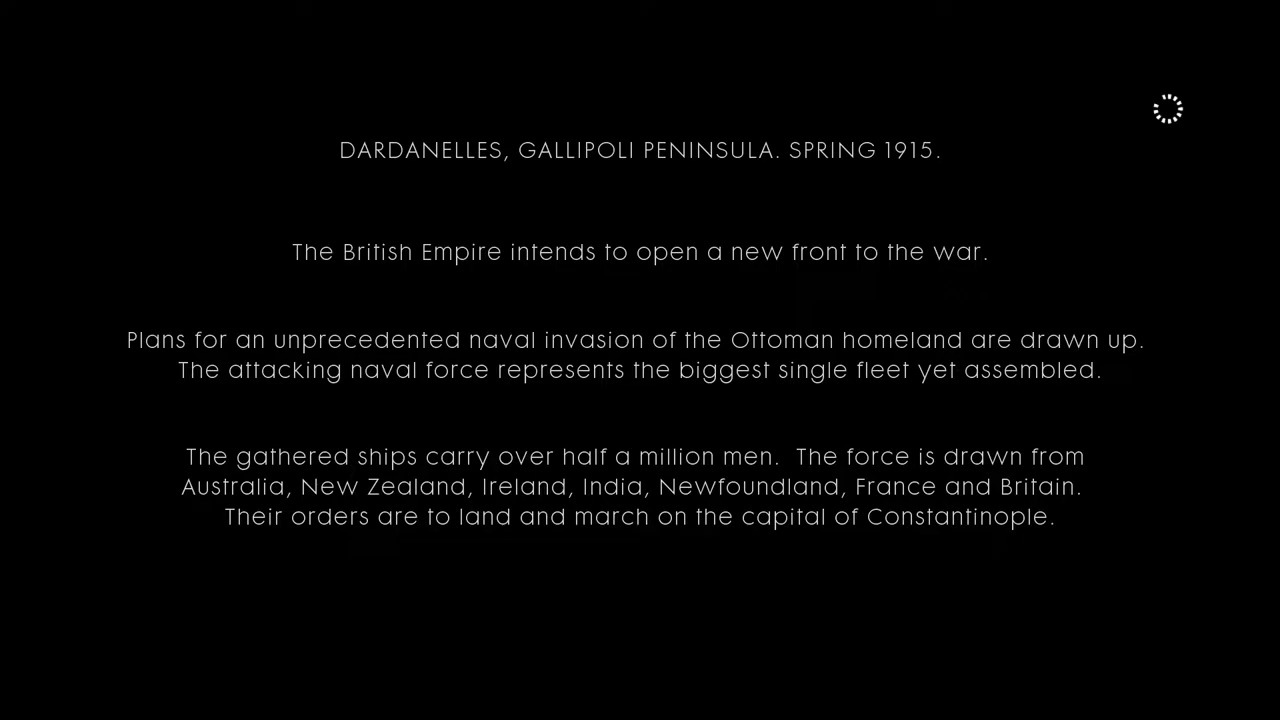 DARDANELLES, GALLIPOLI PENINSULA. SPRING 1915.
The British Empire intends to open a new front to the war.
Plans for an unprecedented naval invasion of the Ottoman homeland are drawn up.
The attacking naval force represents the biggest single fleet yet assembled.
The gathered ships carry over half a million men.  The force is drawn from
Australia, New Zealand, Ireland, India, Newfoundland, France and Britain.
Their orders are to land and march on the capital of Constantinople.